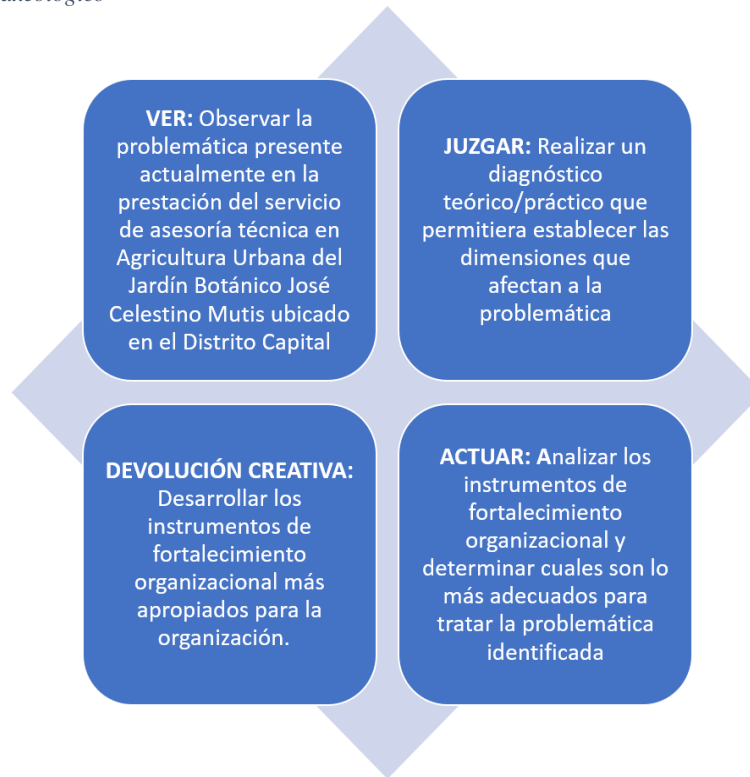 VER: Observar la
problemática presente
actualmente en la
prestación del servicio
de asesoría técnica en
Agricultura Urbana del
Jardín Botánico José
Celestino Mutis ubicado
en el Distrito Capital
JUZGAR: Realizar un
diagnóstico
teórico/práctico que
permitiera establecer las
dimensiones que
afectan a la
problemática
DEVOLUCIÓN CREATIVA:
Desarrollar los
instrumentos de
fortalecimiento
organizacional más
apropiados para la
organización.
ACTUAR: Analizar los
instrumentos de
fortalecimiento
organizacional y
determinar cuales son lo
más adecuados para
tratar la problemática
identificada